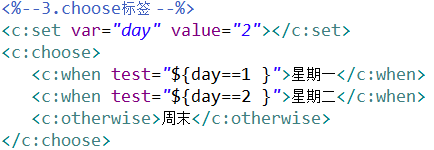 <%--3.choose标签 --%>
<c:set var="day" value="2"></c:set>
<c:choose>
<c:when test="${day==1 }">星期一</c:when>
<c:when test="${day==2 }">星期二</c:when>
<c:otherwise>周末</c:otherwise>
</c:choose>